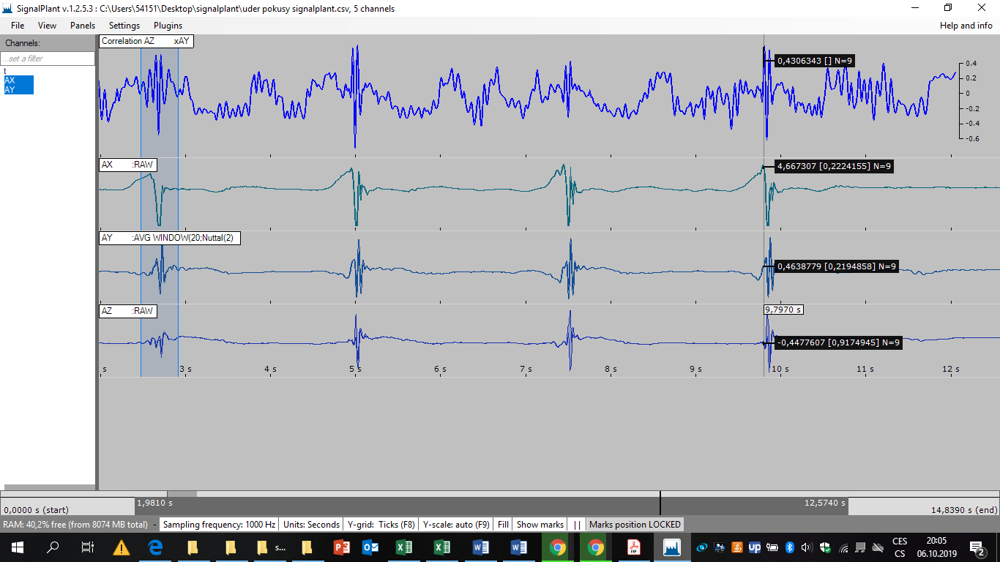 SignalPlant v.1.2.5.3 : C:\Users\54151\Desktop\signalplant\uder pokusy signalplant.csv, 5 channels
File View Panels Settings Plugins Help and info
Channels:
...set a filter
t
AX
AY
Correlation AZ xAY
0,4306343 [] N=9
0.4
0.2
0
-0.2
-0.4
-0.6
AX :RAW
4,667307 [0,2224155] N=9
AY :AVG WINDOW(20;Nuttal(2)
0,4638779 [0,2194858] N=9
AZ :RAW
9,7970 s
-0,4477607 [0,9174945] N=9
s 3 s 4 s 5 s 6 s 7 s 8 s 9 s 10 s 11 s 12 s
0,0000 s (start) 1,9810 s 12,5740 s 14,8390 s (end)
RAM: 40,2% free (from 8074 MB total) - Sampling frequency: 1000 Hz Units: Seconds Y-grid: Ticks (F8) Y-scale: auto (F9) Fill Show marks | | Marks position LOCKED
s...
up
CES
CS
20:05
06.10.2019
2